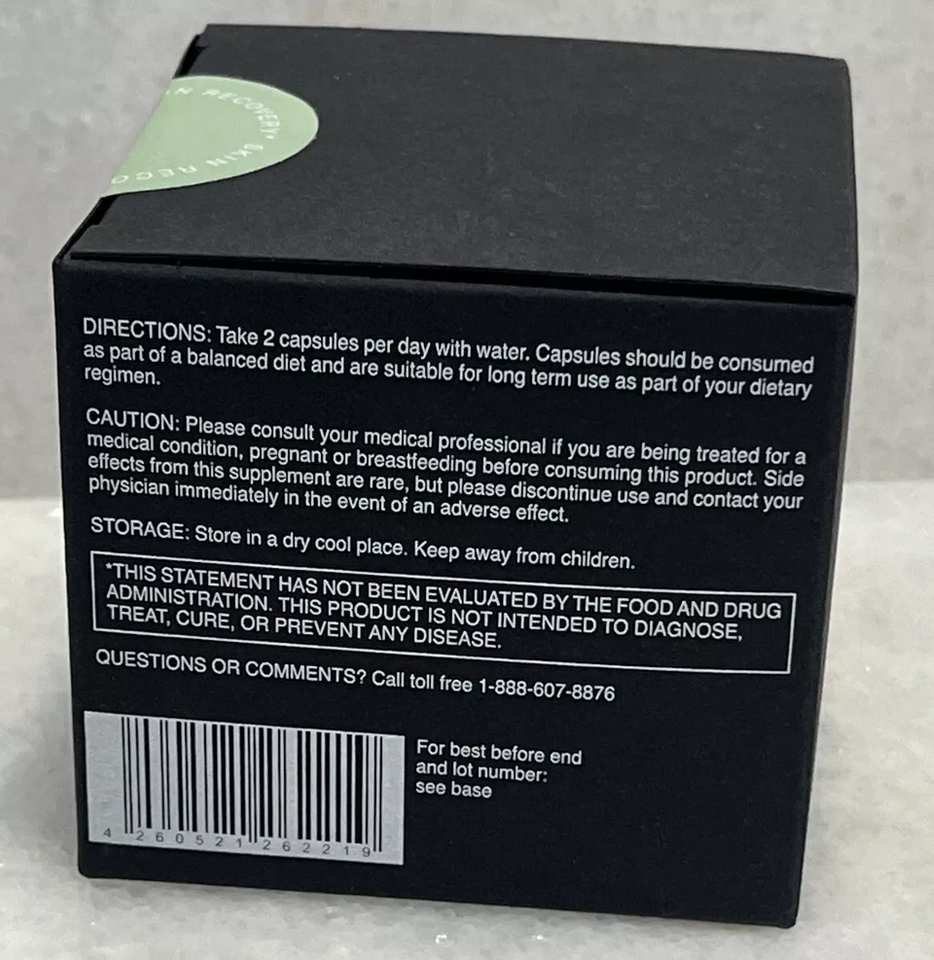 N RECOVERY* SKIN RECO
DIRECTIONS: Take 2 capsules per day with water. Capsules should be consumed
as part of a balanced diet and are suitable for long term use as part of your dietary
regimen.
CAUTION: Please consult your medical professional if you are being treated for a
medical condition, pregnant or breastfeeding before consuming this product. Side
effects from this supplement are rare, but please discontinue use and contact your
physician immediately in the event of an adverse effect.
STORAGE: Store in a dry cool place. Keep away from children.
*THIS STATEMENT HAS NOT BEEN EVALUATED BY THE FOOD AND DRUG
ADMINISTRATION. THIS PRODUCT IS NOT INTENDED TO DIAGNOSE,
TREAT, CURE, OR PREVENT ANY DISEASE.
QUESTIONS OR COMMENTS? Call toll free 1-888-607-8876
For best before end
and lot number:
see base
4 260521 262219